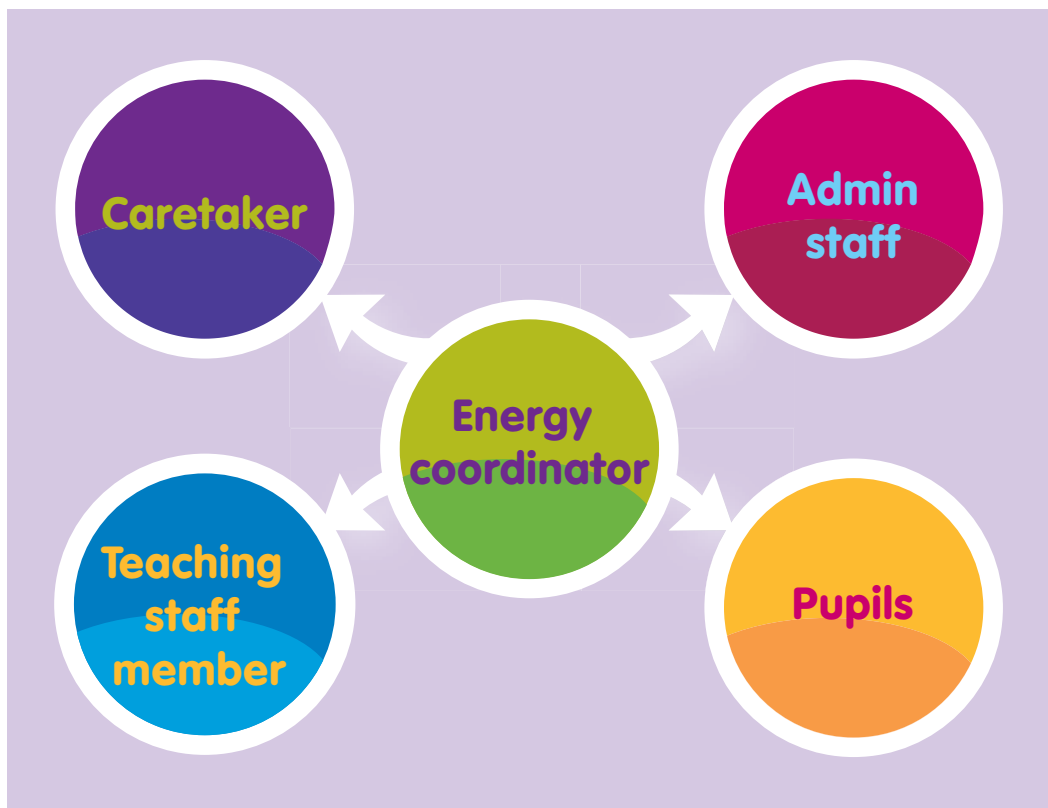 Caretaker
Admin
staff
Energy
coordinator
Teaching
staff
member
Pupils